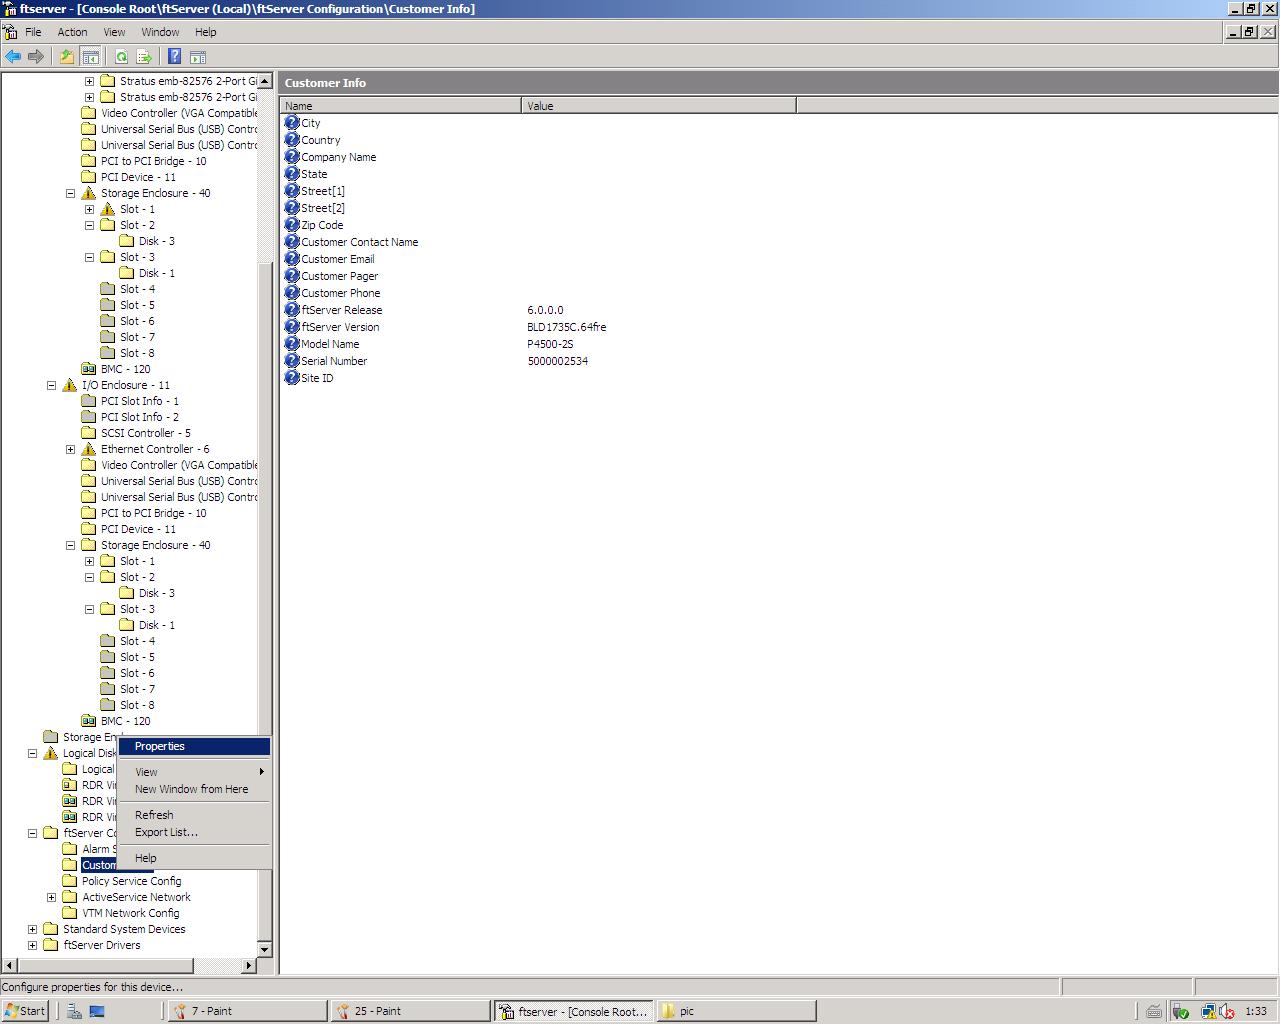 ftserver - [Console Root\ftServer (Local)\ftServer Configuration\Customer Info]
File Action View Window Help
Stratus emb-82576 2-Port Gi
Stratus emb-82576 2-Port Gi
Video Controller (VGA Compatible
Universal Serial Bus (USB) Contro
Universal Serial Bus (USB) Contro
PCI to PCI Bridge - 10
PCI Device - 11
Storage Enclosure - 40
Slot - 1
Slot - 2
Disk - 3
Slot - 3
Disk - 1
Slot - 4
Slot - 5
Slot - 6
Slot - 7
Slot - 8
BMC - 120
I/O Enclosure - 11
PCI Slot Info - 1
PCI Slot Info - 2
SCSI Controller - 5
Ethernet Controller - 6
Video Controller (VGA Compatible
Universal Serial Bus (USB) Contro
Universal Serial Bus (USB) Contro
PCI to PCI Bridge - 10
PCI Device - 11
Storage Enclosure - 40
Slot - 1
Slot - 2
Disk - 3
Slot - 3
Disk - 1
Slot - 4
Slot - 5
Slot - 6
Slot - 7
Slot - 8
BMC - 120
Storage En
Logical Disk
Logical
RDR Vir
RDR Vir
RDR Vir
ftServer Co
Alarm S
Custom
Policy Service Config
ActiveService Network
VTM Network Config
Standard System Devices
ftServer Drivers
Properties
View
New Window from Here
Refresh
Export List...
Help
Customer Info
Name Value
City
Country
Company Name
State
Street[1]
Street[2]
Zip Code
Customer Contact Name
Customer Email
Customer Pager
Customer Phone
ftServer Release 6.0.0.0
ftServer Version BLD1735C.64fre
Model Name P4500-2S
Serial Number 5000002534
Site ID
Configure properties for this device...
Start 7 - Paint 25 - Paint ftserver - [Console Root... pic 1:33